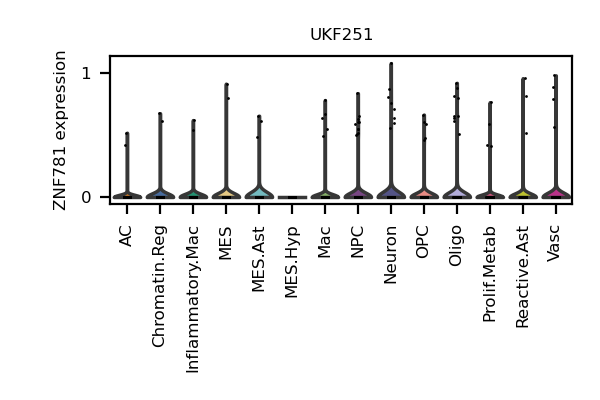 UKF251
ZNF781 expression
1
0
AC
Chromatin.Reg
Inflammatory.Mac
MES
MES.Ast
MES.Hyp
Mac
NPC
Neuron
OPC
Oligo
Prolif.Metab
Reactive.Ast
Vasc